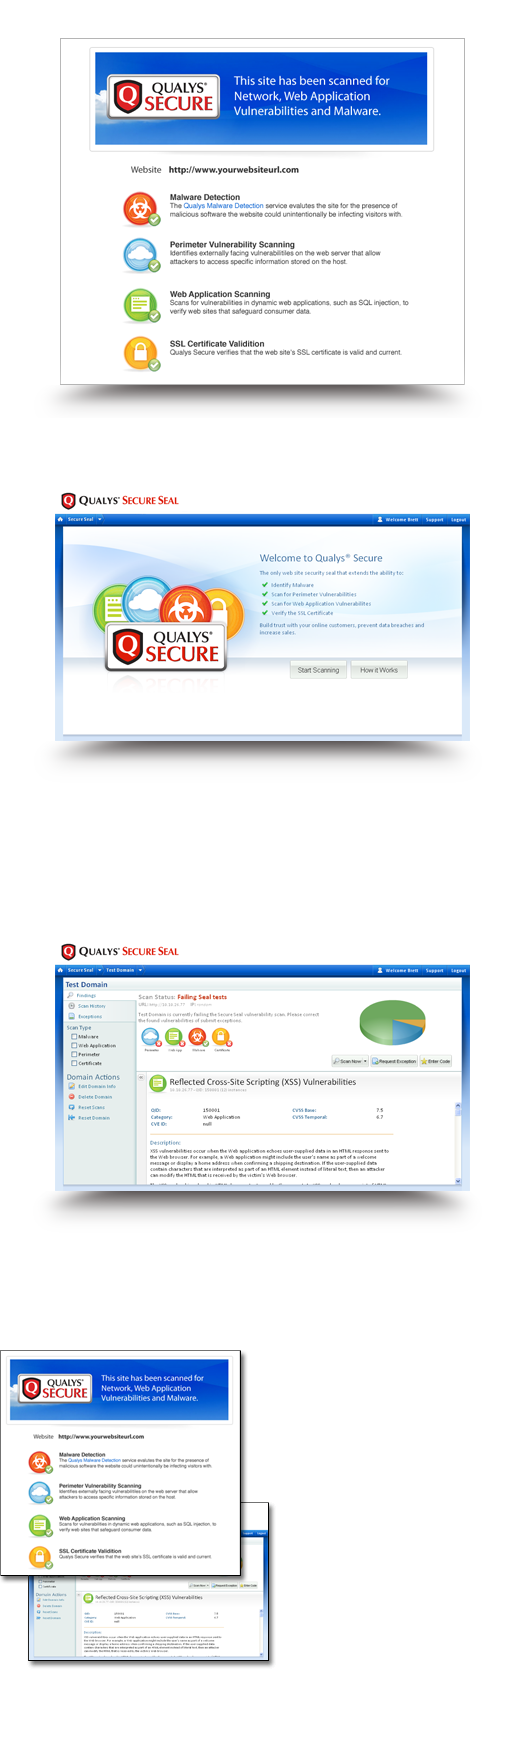 QUALYS®
SECURE
This site has been scanned for
Network, Web Application
Vulnerabilities and Malware.
Website http://www.yourwebsiteurl.com
Malware Detection
The Qualys Malware Detection service evalutes the site for the presence of
malicious software the website could unintentionally be infecting visitors with.
Perimeter Vulnerability Scanning
Identifies externally facing vulnerabilities on the web server that allow
attackers to access specific information stored on the host.
Web Application Scanning
Scans for vulnerabilities in dynamic web applications, such as SQL injection, to
verify web sites that safeguard consumer data.
SSL Certificate Validition
Qualys Secure verifies that the web site's SSL certificate is valid and current.
QUALYS® SECURE SEAL
Secure Seal Welcome Brett Support Logout
Welcome to Qualys® Secure
The only web site security seal that extends the ability to:
Identify Malware
Scan for Perimeter Vulnerabilities
Scan for Web Application Vulnerabilites
Verify the SSL Certificate
Build trust with your online customers, prevent data breaches and
increase sales.
QUALYS®
SECURE
Start Scanning How it Works
QUALYS® SECURE SEAL
Secure Seal Test Domain Welcome Brett Support Logout
Test Domain
Findings
Scan History
Exceptions
Scan Type
Malware
Web Application
Perimeter
Certificate
Domain Actions
Edit Domain Info
Delete Domain
Reset Scans
Reset Domain
Scan Status: Failing Seal tests
Test Domain is currently failing the Secure Seal vulnerability scan. Please correct
the found vulnerabilities of submit exceptions.
Scan Now Request Exception Enter Code
Reflected Cross-Site Scripting (XSS) Vulnerabilities
QID: 150001 CVSS Base: 7.5
Category: Web Application CVSS Temporal: 6.7
CVE ID: null
Description:
XSS vulnerabilities occur when the Web application echoes user-supplied data in an HTML response sent to
the Web browser. For example, a Web application might include the user's name as part of a welcome
message or display a home address when confirming a shipping destination. If the user-supplied data
contain characters that are interpreted as part of an HTML element instead of literal text, then an attacker
can modify the HTML that is received by the victim's Web browser.
QUALYS®
SECURE
This site has been scanned for
Network, Web Application
Vulnerabilities and Malware.
Website http://www.yourwebsiteurl.com
Malware Detection
The Qualys Malware Detection service evalutes the site for the presence of
malicious software the website could unintentionally be infecting visitors with.
Perimeter Vulnerability Scanning
Identifies externally facing vulnerabilities on the web server that allow
attackers to access specific information stored on the host.
Web Application Scanning
Scans for vulnerabilities in dynamic web applications, such as SQL injection, to
verify web sites that safeguard consumer data.
SSL Certificate Validition
Qualys Secure verifies that the web site's SSL certificate is valid and current.
Support Logout
Scan Now Request Exception Enter Code
Domain Actions
Reflected Cross-Site Scripting (XSS) Vulnerabilities